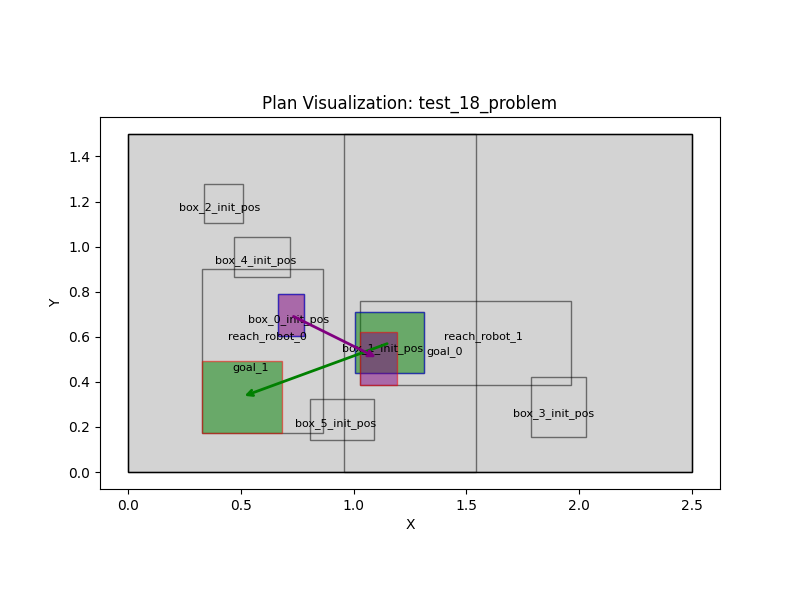 Plan Visualization: test_18_problem
1.4
1.2
1.0
0.8
0.6
0.4
0.2
0.0
Y
box_2_init_pos
box_4_init_pos
box_0_init_pos
reach_robot_0
reach_robot_1
box_1_init_pos
goal_0
goal_1
box_3_init_pos
box_5_init_pos
0.0 0.5 1.0 1.5 2.0 2.5
X